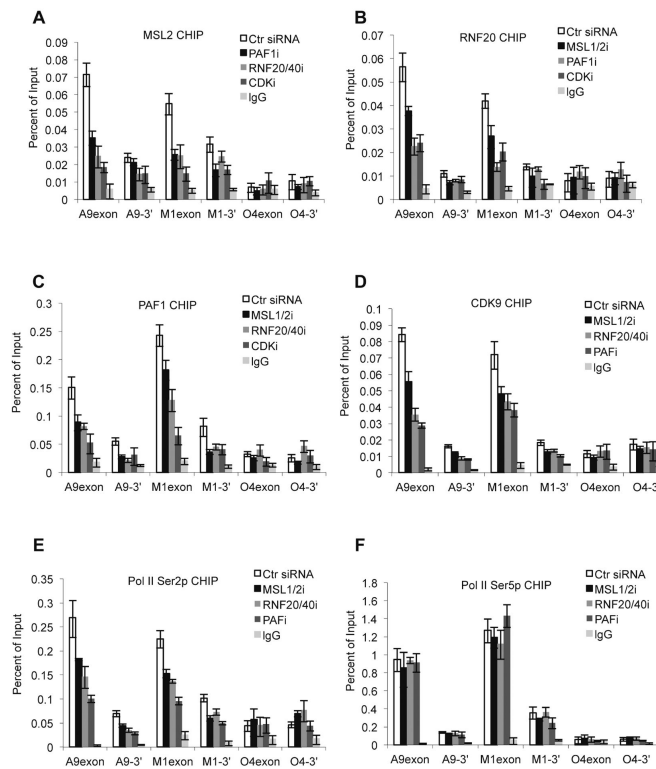 A
MSL2 CHIP
Ctr siRNA
PAF1i
RNF20/40i
CDKi
IgG
Percent of Input
0.09
0.08
0.07
0.06
0.05
0.04
0.03
0.02
0.01
0
A9exon A9-3' M1exon M1-3' O4exon O4-3'
B
RNF20 CHIP
Ctr siRNA
MSL1/2i
PAF1i
CDKi
IgG
Percent of Input
0.07
0.06
0.05
0.04
0.03
0.02
0.01
0
A9exon A9-3' M1exon M1-3' O4exon O4-3'
C
PAF1 CHIP
Ctr siRNA
MSL1/2i
RNF20/40i
CDKi
IgG
Percent of Input
0.3
0.25
0.2
0.15
0.1
0.05
0
A9exon A9-3' M1exon M1-3' O4exon O4-3'
D
CDK9 CHIP
Ctr siRNA
MSL1/2i
RNF20/40i
PAFi
IgG
Percent of Input
0.1
0.09
0.08
0.07
0.06
0.05
0.04
0.03
0.02
0.01
0
A9exon A9-3' M1exon M1-3' O4exon O4-3'
E
Pol II Ser2p CHIP
Ctr siRNA
MSL1/2i
RNF20/40i
PAFi
IgG
Percent of Input
0.35
0.3
0.25
0.2
0.15
0.1
0.05
0
A9exon A9-3' M1exon M1-3' O4exon O4-3'
F
Pol II Ser5p CHIP
Ctr siRNA
MSL1/2i
RNF20/40i
PAFi
IgG
Percent of Input
1.8
1.6
1.4
1.2
1
0.8
0.6
0.4
0.2
0
A9exon A9-3' M1exon M1-3' O4exon O4-3'